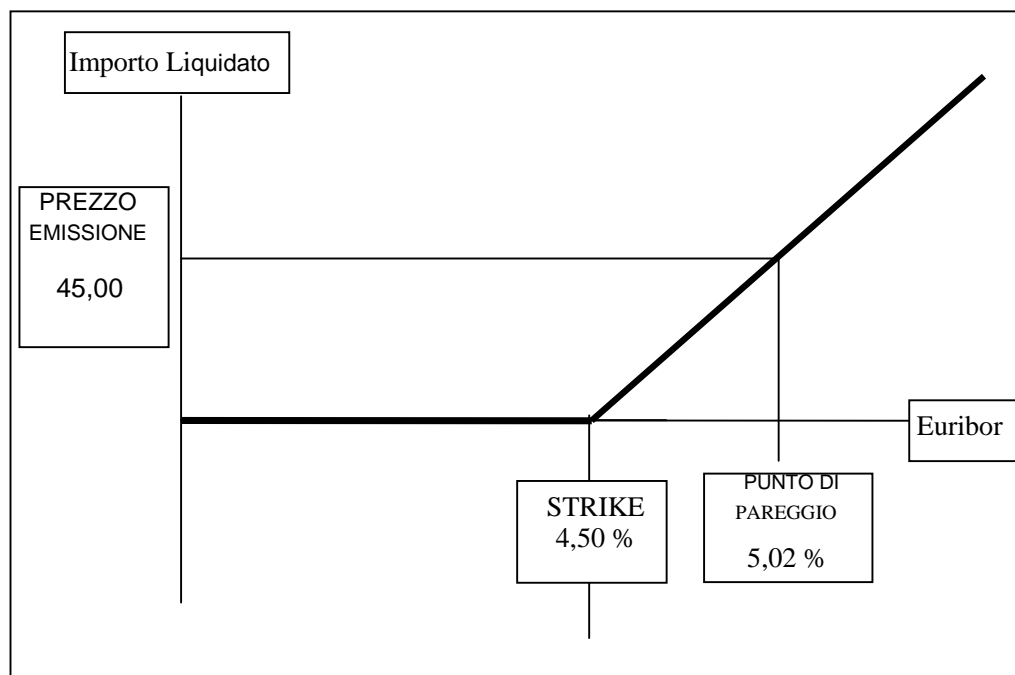 Importo Liquidato
PREZZO
EMISSIONE
45,00
Euribor
STRIKE
4,50 %
PUNTO DI
PAREGGIO
5,02 %